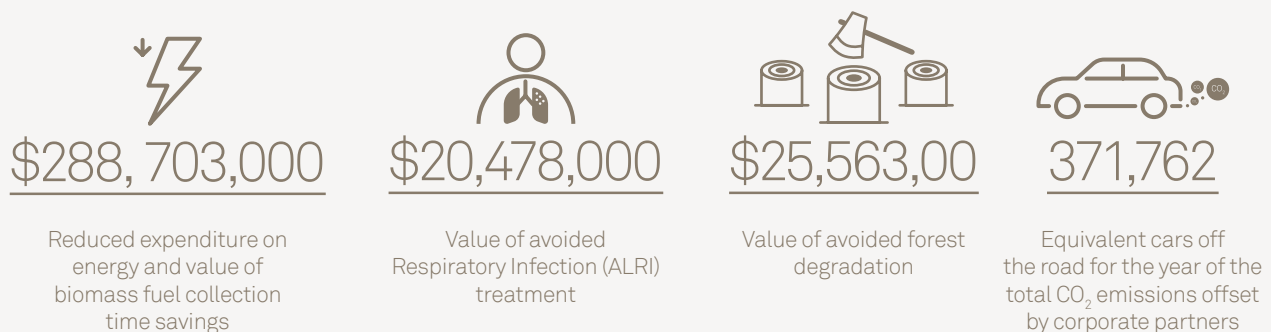 $288, 703,000
Reduced expenditure on
energy and value of
biomass fuel collection
time savings
$20,478,000
Value of avoided
Respiratory Infection (ALRI)
treatment
$25,563,00
Value of avoided forest
degradation
CO₂
371,762
Equivalent cars off
the road for the year of the
total CO₂ emissions offset
by corporate partners